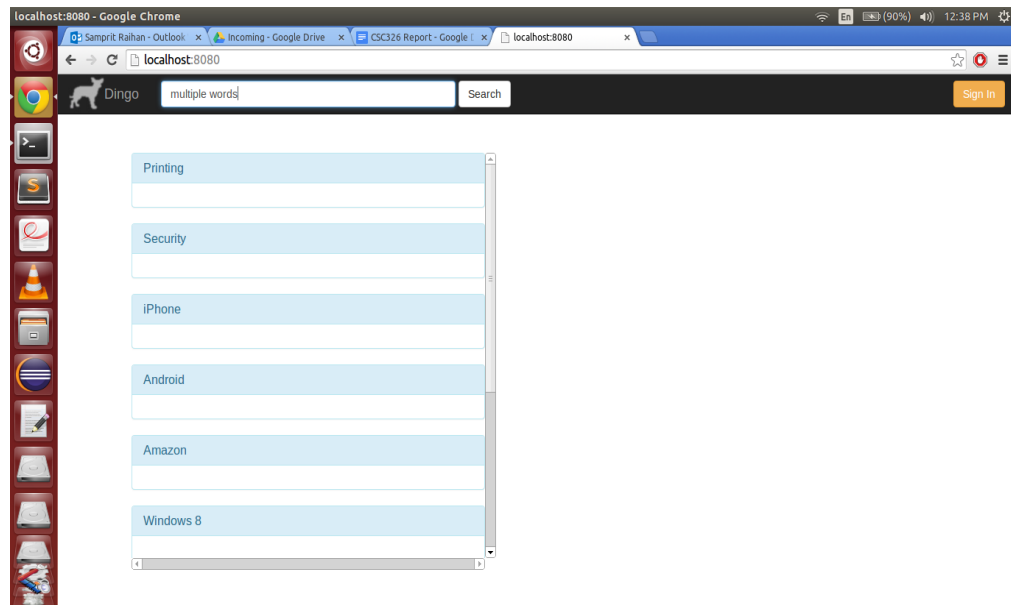 localhost:8080 - Google Chrome
En (90%) 12:38 PM
Samprit Raihan - Outlook × Incoming - Google Drive × CSC326 Report - Google × localhost:8080 ×
localhost:8080
Dingo multiple words Search Sign In
Printing
Security
iPhone
Android
Amazon
Windows 8